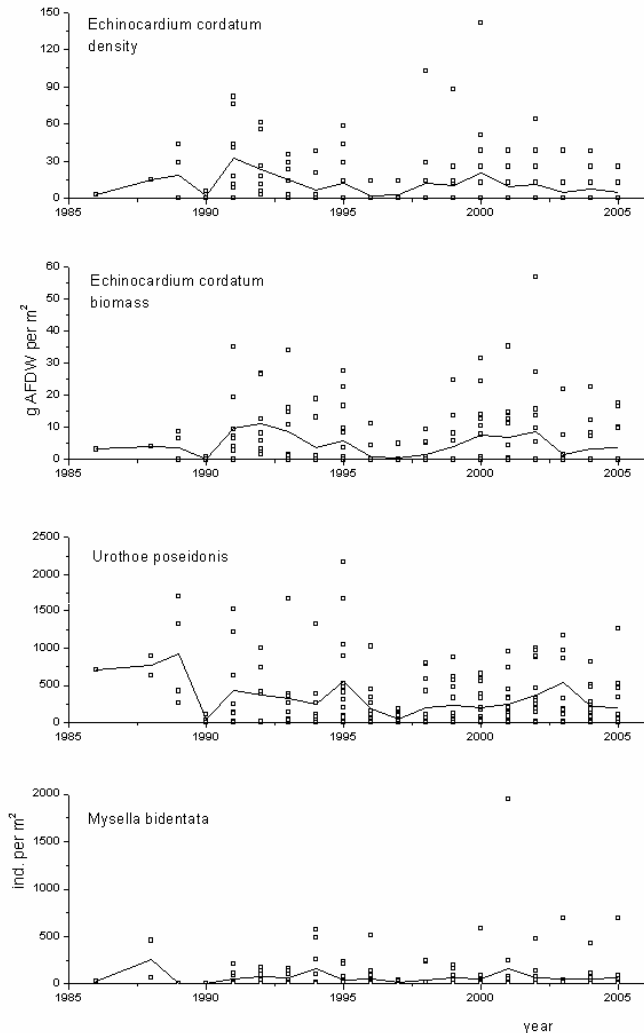 Echinocardium cordatum
density
150
120
90
60
30
0
1985 1990 1995 2000 2005
Echinocardium cordatum
biomass
g AFDW per m²
60
50
40
30
20
10
0
1985 1990 1995 2000 2005
Urothoe poseidonis
2500
2000
1500
1000
500
0
1985 1990 1995 2000 2005
Mysella bidentata
ind. per m²
2000
1500
1000
500
0
1985 1990 1995 2000 2005
year